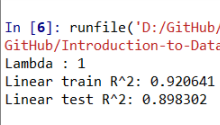 In [6]: runfile('D:/GitHub/
GitHub/Introduction-to-Data
Lambda : 1
Linear train R^2: 0.920641
Linear test R^2: 0.898302